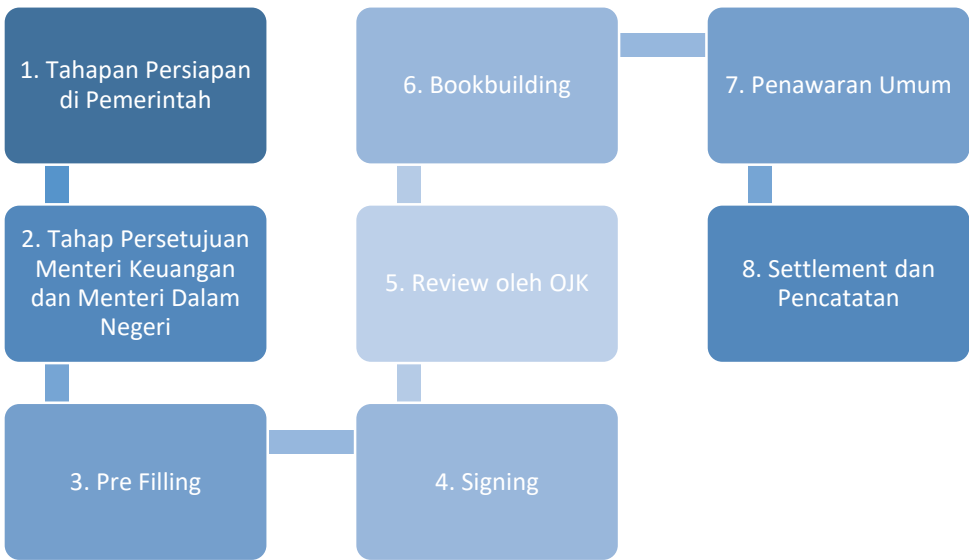 1. Tahapan Persiapan
di Pemerintah
2. Tahap Persetujuan
Menteri Keuangan
dan Menteri Dalam
Negeri
3. Pre Filling
4. Signing
5. Review oleh OJK
6. Bookbuilding
7. Penawaran Umum
8. Settlement dan
Pencatatan